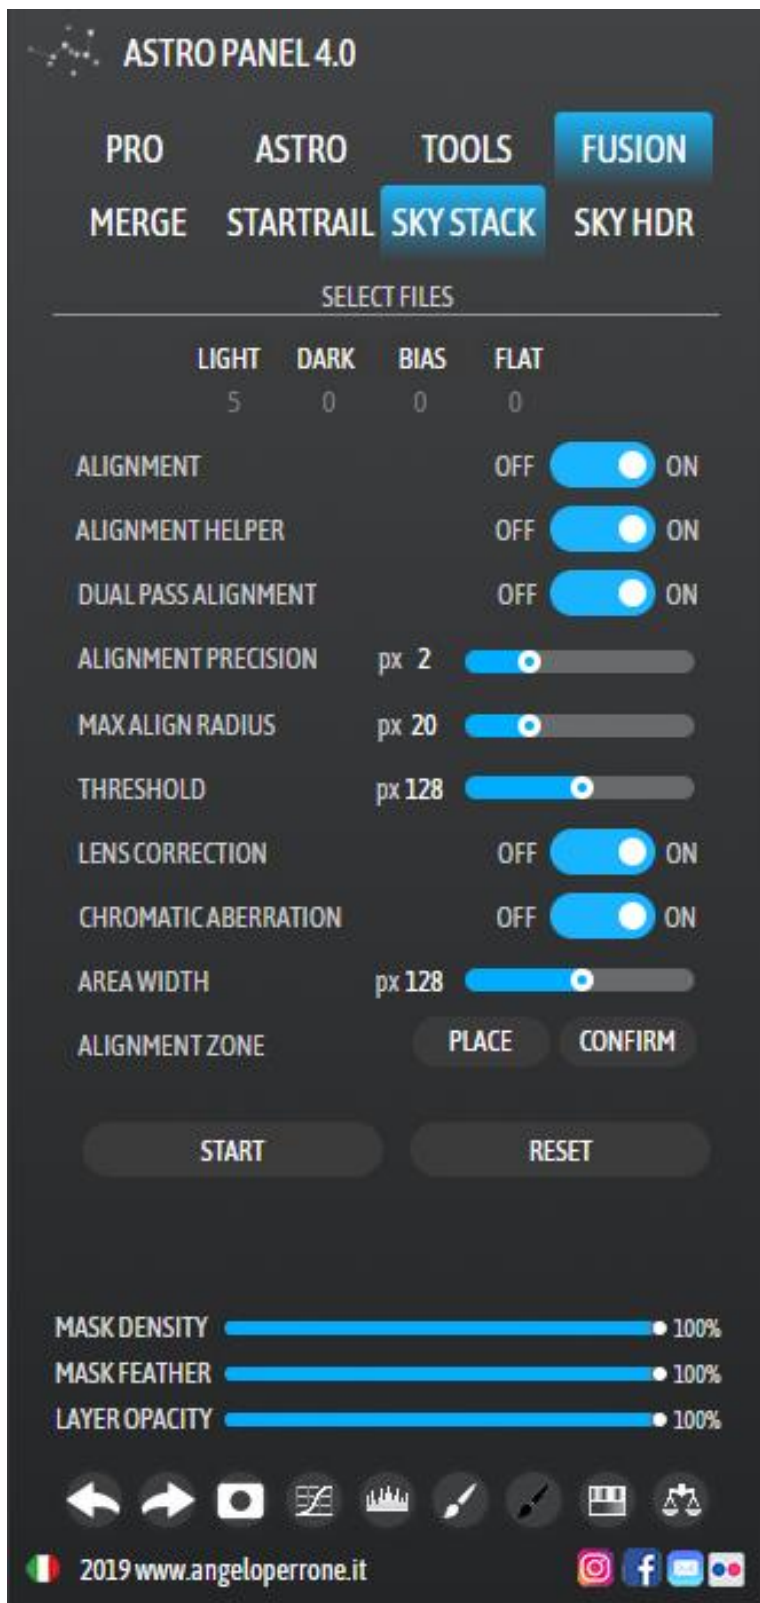 ASTRO PANEL 4.0
PRO ASTRO TOOLS FUSION
MERGE STARTRAIL SKY STACK SKY HDR
SELECT FILES
LIGHT DARK BIAS FLAT
5 0 0 0
ALIGNMENT OFF ON
ALIGNMENT HELPER OFF ON
DUAL PASS ALIGNMENT OFF ON
ALIGNMENT PRECISION px 2
MAX ALIGN RADIUS px 20
THRESHOLD px 128
LENS CORRECTION OFF ON
CHROMATIC ABERRATION OFF ON
AREA WIDTH px 128
ALIGNMENT ZONE PLACE CONFIRM
START RESET
MASK DENSITY 100%
MASK FEATHER 100%
LAYER OPACITY 100%
2019 www.angeloperrone.it